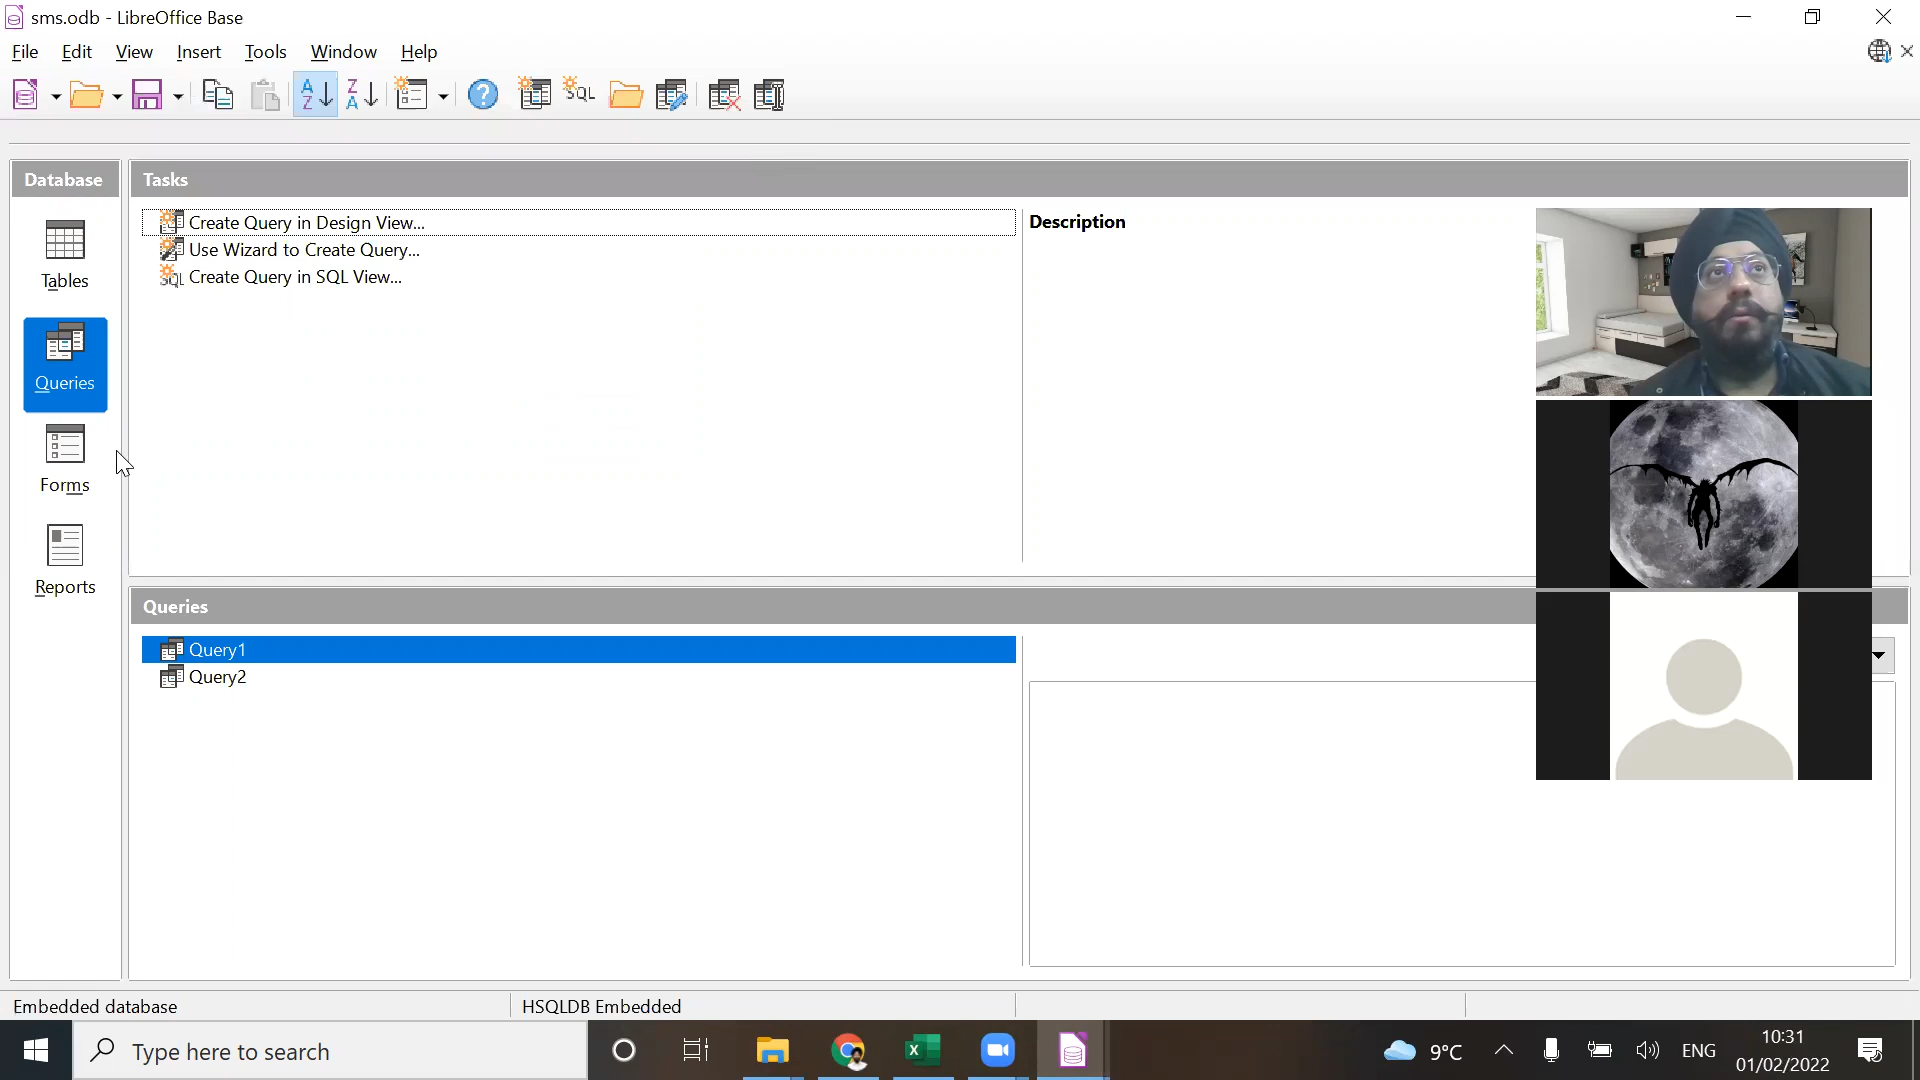 sms.odb - LibreOffice Base
File Edit View Insert Tools Window Help
A Z Z A SQL
Database
Tasks
Tables
Queries
Forms
Reports
Create Query in Design View...
Use Wizard to Create Query...
SQL Create Query in SQL View...
Description
Queries
Query1
Query2
Embedded database HSQLDB Embedded
Type here to search
9°C
ENG
10:31
01/02/2022